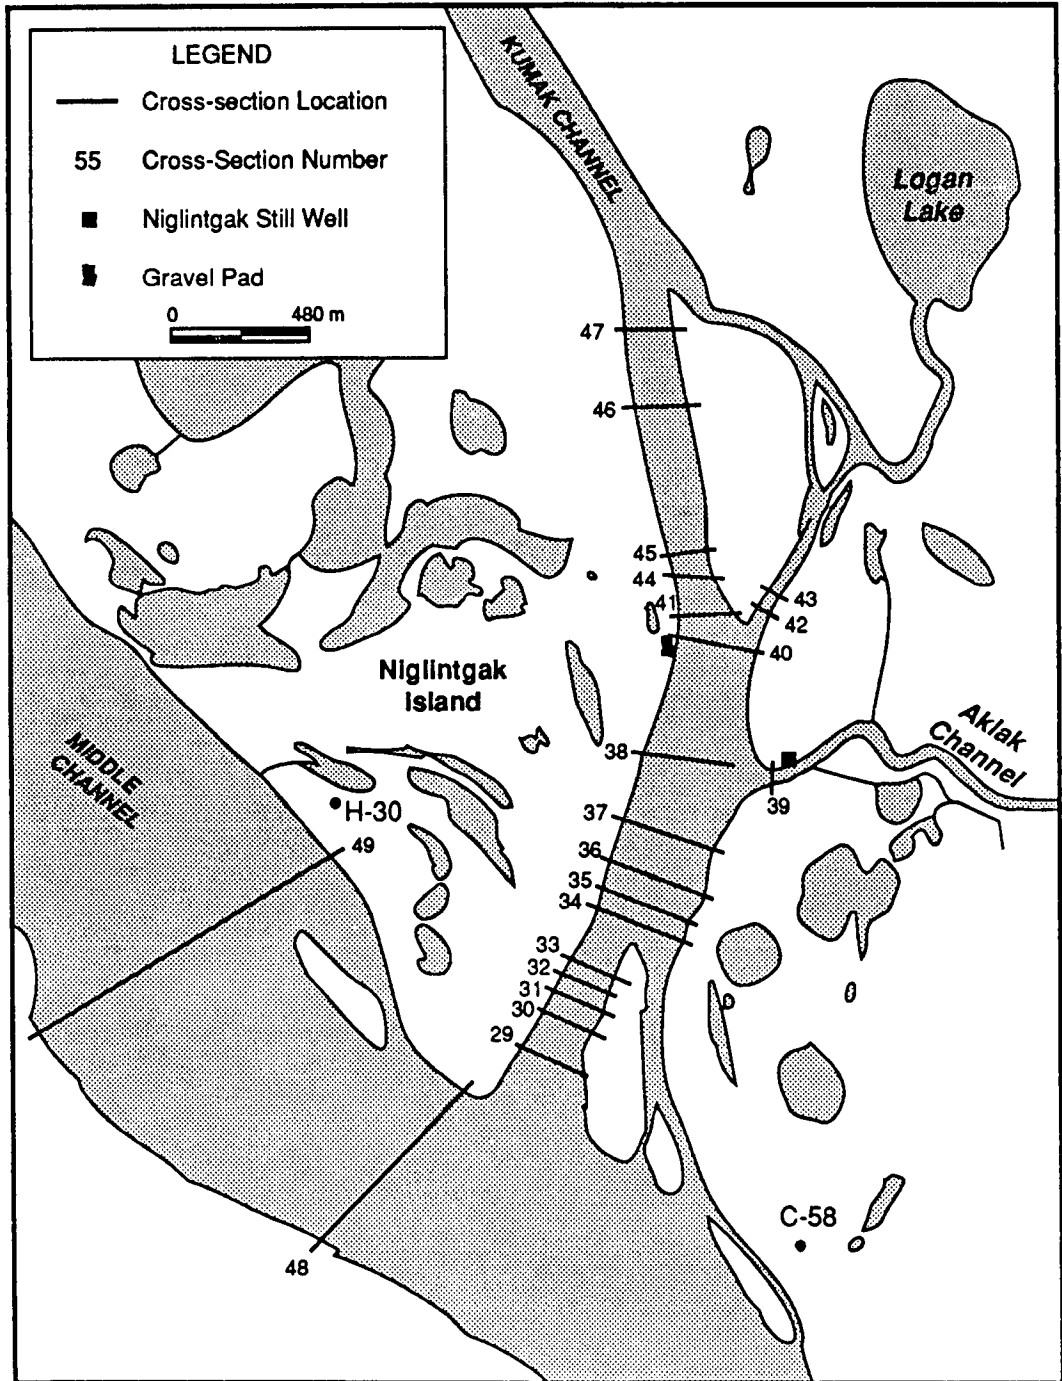 LEGEND
Cross-section Location
55 Cross-Section Number
Niglintgak Still Well
Gravel Pad
0 480 m
KUMAK CHANNEL
Logan
Lake
47
46
45
44
41
43
42
40
Niglintgak
Island
Aklak
Channel
MIDDLE
CHANNEL
38
39
H-30
37
49
36
35
34
33
32
31
30
29
C-58
48